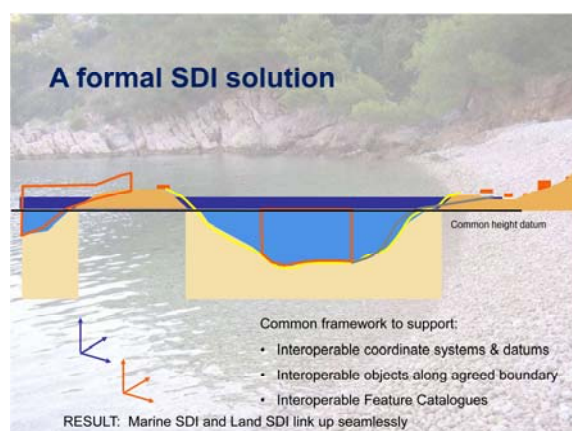 A formal SDI solution
Common height datum
Common framework to support:
• Interoperable coordinate systems & datums
• Interoperable objects along agreed boundary
• Interoperable Feature Catalogues
RESULT: Marine SDI and Land SDI link up seamlessly